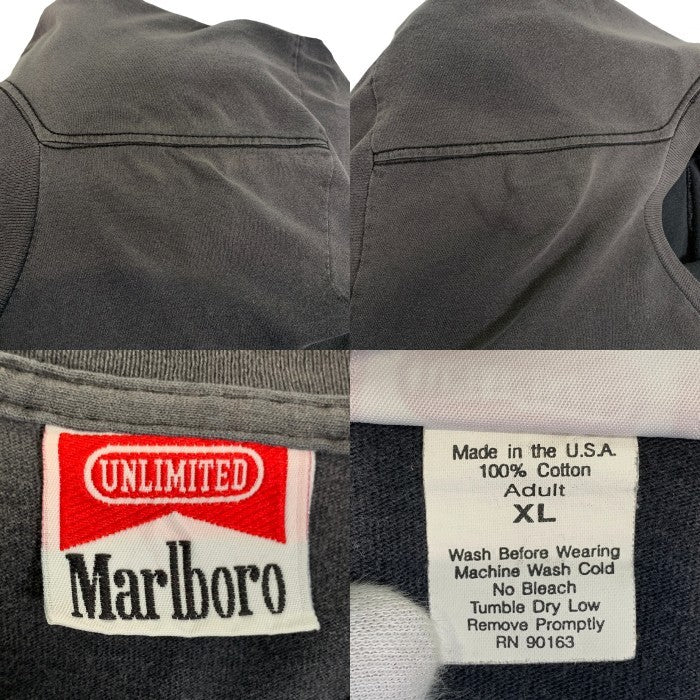 UNLIMITED
Marlboro
Made in the U.S.A.
100% Cotton
Adult
XL
Wash Before Wearing
Machine Wash Cold
No Bleach
Tumble Dry Low
Remove Promptly
RN 90163